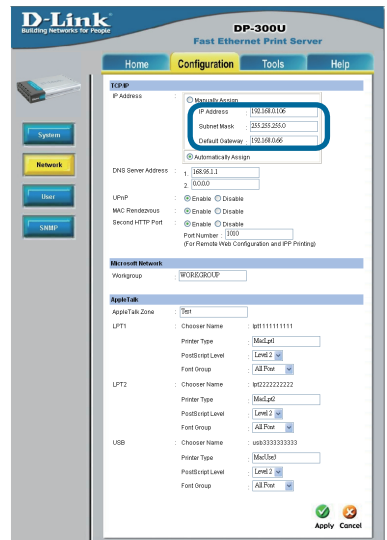 D-Link
Building Networks for People
DP-300U
Fast Ethernet Print Server
Home
Configuration
Tools
Help
System
Network
User
SNMP
TCP/IP
IP Address :
Manually Assign
IP Address : 192.168.0.106
Subnet Mask : 255.255.255.0
Default Gateway : 192.168.0.66
Automatically Assign
DNS Server Address :
1. 168.95.1.1
2. 0.0.0.0
UPnP : Enable Disable
MAC Rendezvous : Enable Disable
Second HTTP Port : Enable Disable
Port Number : 1010
(For Remote Web Configuration and IPP Printing)
Microsoft Network
Workgroup : WORKGROUP
AppleTalk
AppleTalk Zone : Test
LPT1 : Chooser Name : lpt1111111111
Printer Type : MacLpt1
PostScript Level : Level 2
Font Group : All Font
LPT2 : Chooser Name : lpt2222222222
Printer Type : MacLpt2
PostScript Level : Level 2
Font Group : All Font
USB : Chooser Name : usb3333333333
Printer Type : MacUsb3
PostScript Level : Level 2
Font Group : All Font
Apply
Cancel